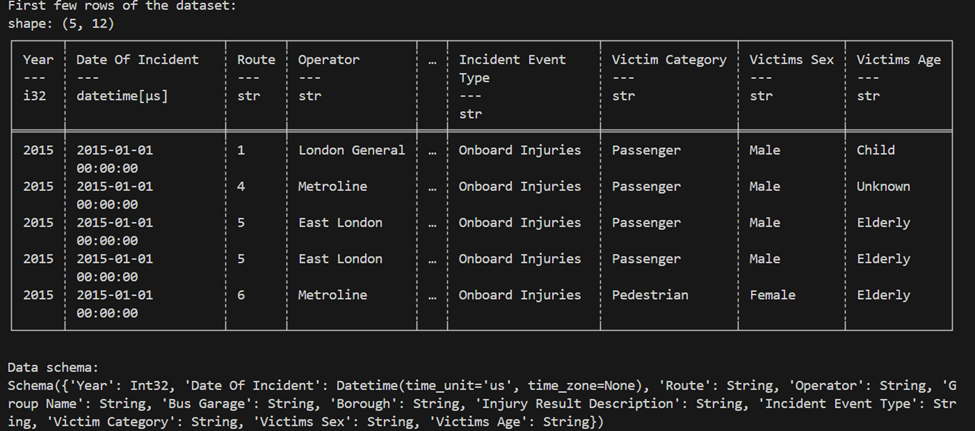 First few rows of the dataset:
shape: (5, 12)
Year Date Of Incident Route Operator … Incident Event Victim Category Victims Sex Victims Age
--- --- --- --- Type --- --- ---
i32 datetime[μs] str str --- str str str
str
2015 2015-01-01 1 London General … Onboard Injuries Passenger Male Child
00:00:00
2015 2015-01-01 4 Metroline … Onboard Injuries Passenger Male Unknown
00:00:00
2015 2015-01-01 5 East London … Onboard Injuries Passenger Male Elderly
00:00:00
2015 2015-01-01 5 East London … Onboard Injuries Passenger Male Elderly
00:00:00
2015 2015-01-01 6 Metroline … Onboard Injuries Pedestrian Female Elderly
00:00:00
Data schema:
Schema({'Year': Int32, 'Date Of Incident': Datetime(time_unit='us', time_zone=None), 'Route': String, 'Operator': String, 'G
roup Name': String, 'Bus Garage': String, 'Borough': String, 'Injury Result Description': String, 'Incident Event Type': Str
ing, 'Victim Category': String, 'Victims Sex': String, 'Victims Age': String})